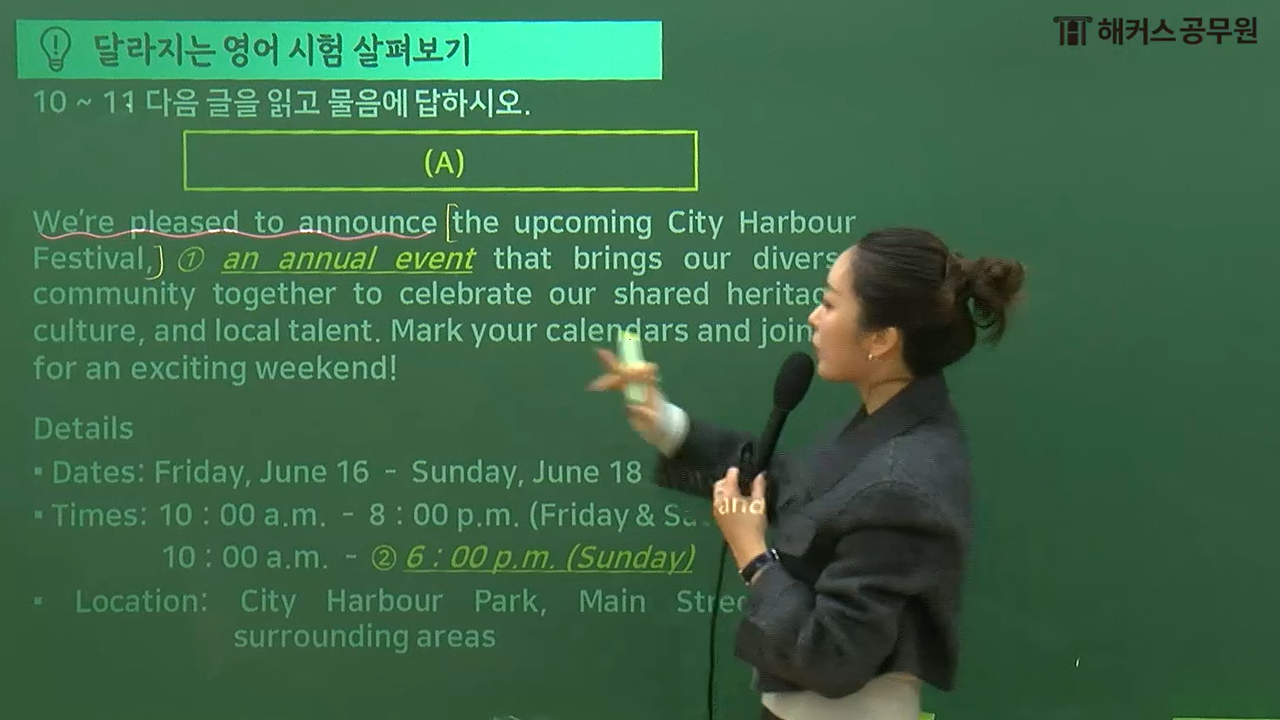 달라지는 영어 시험 살펴보기
해커스공무원
10 ~ 11 다음 글을 읽고 물음에 답하시오.
(A)
We're pleased to announce [the upcoming City Harbour
Festival,] ① an annual event that brings our
community together to celebrate our shared
culture, and local talent. Mark your calendars and join
for an exciting weekend!
Details
▪ Dates: Friday, June 16 - Sunday, June 18
▪ Times: 10 : 00 a.m. - 8 : 00 p.m. (Friday &
10 : 00 a.m. - ② 6 : 00 p.m. (Sunday)
▪ Location: City Harbour Park, Main and
surrounding areas